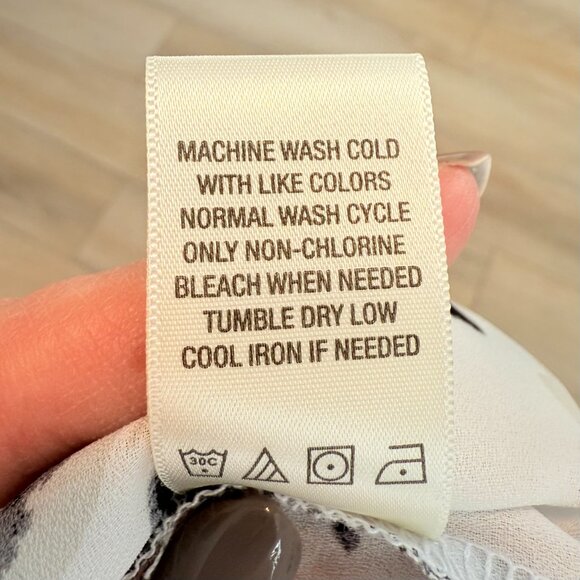 MACHINE WASH COLD
WITH LIKE COLORS
NORMAL WASH CYCLE
ONLY NON-CHLORINE
BLEACH WHEN NEEDED
TUMBLE DRY LOW
COOL IRON IF NEEDED
30C